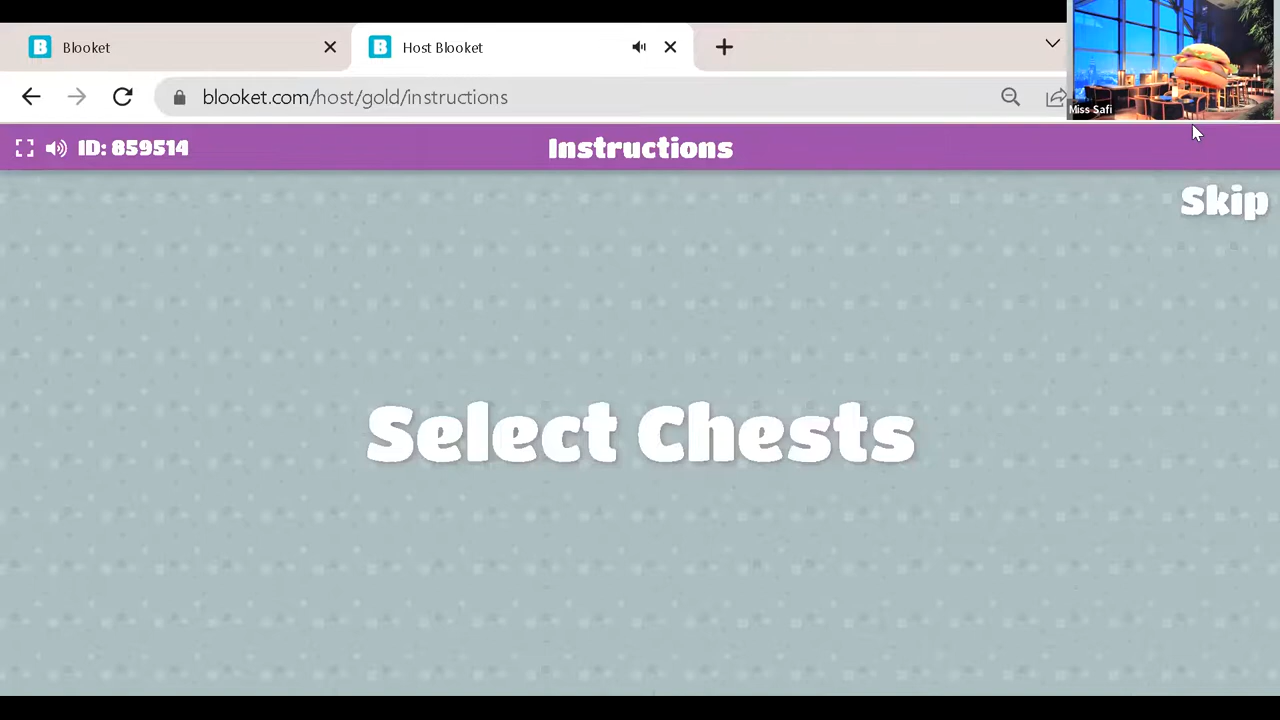 Blooket
Host Blooket
blooket.com/host/gold/instructions
Miss Safi
ID: 859514
Instructions
Skip
Select Chests